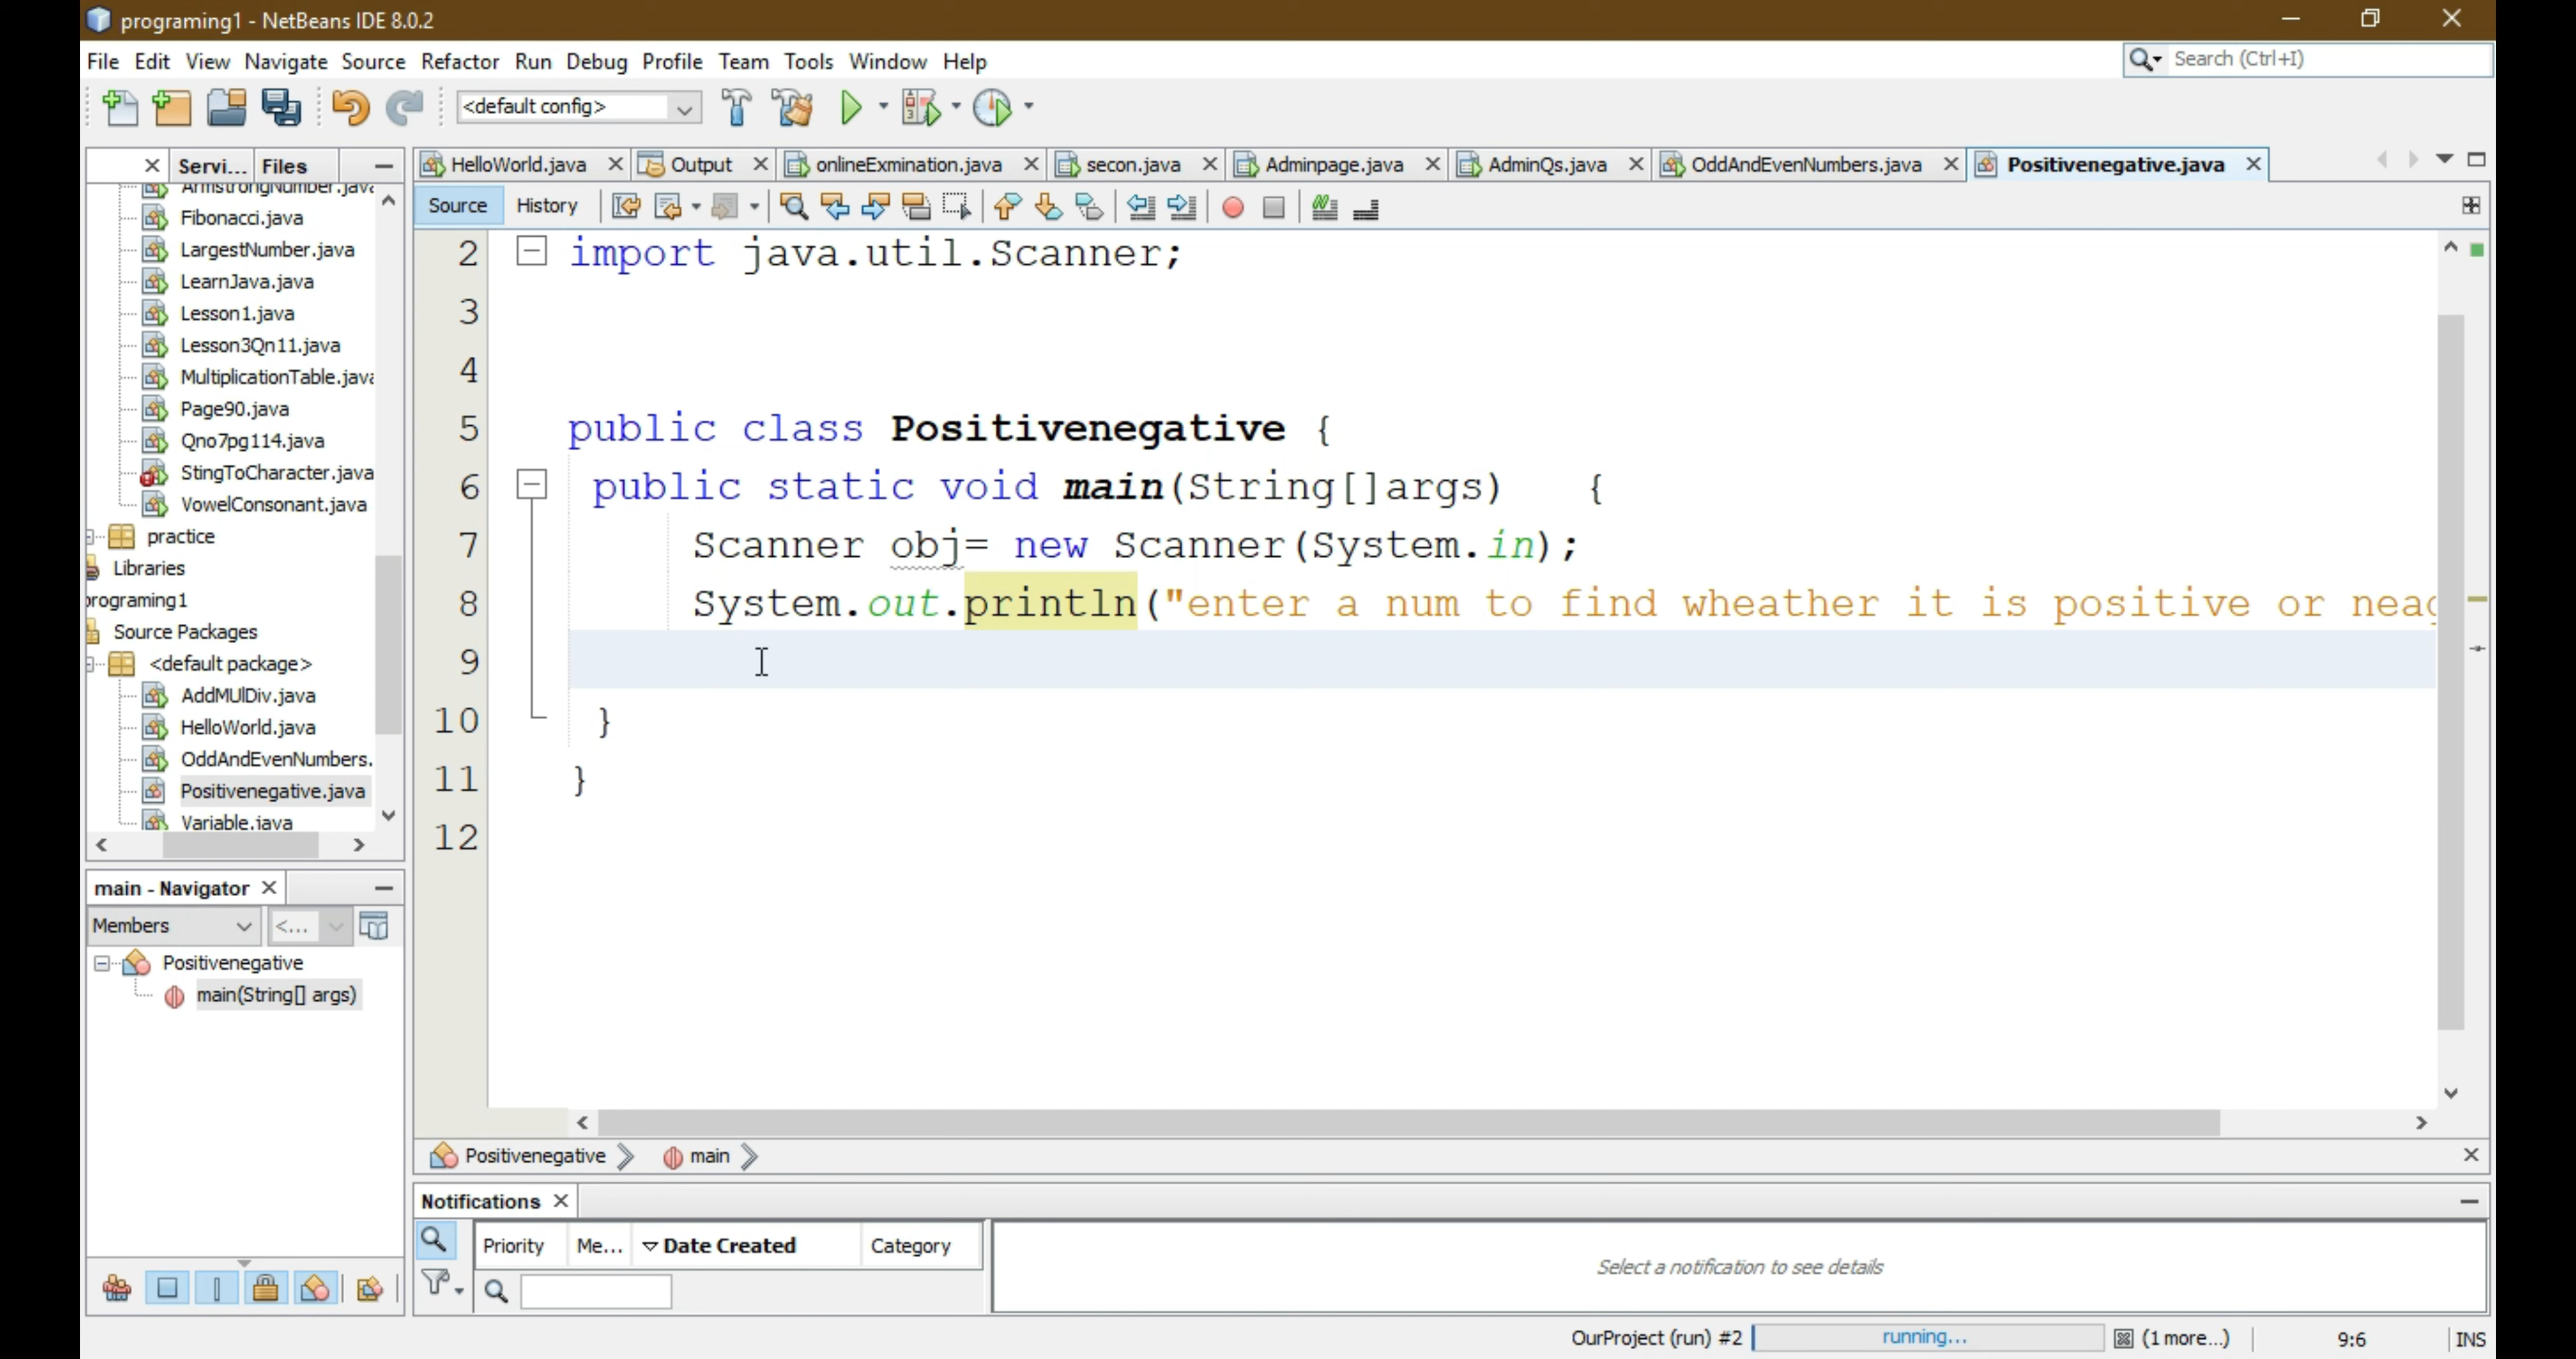 programing1 - NetBeans IDE 8.0.2
File Edit View Navigate Source Refactor Run Debug Profile Team Tools Window Help
Search (Ctrl+I)
<default config>
Servi... Files
HelloWorld.java Output onlineExmination.java secon.java Adminpage.java AdminQs.java OddAndEvenNumbers.java Positivenegative.java
Source History
ArmstrongNumber.java
Fibonacci.java
LargestNumber.java
LearnJava.java
Lesson1.java
Lesson3Qn11.java
MultiplicationTable.java
Page90.java
Qno7pg114.java
StingToCharacter.java
VowelConsonant.java
practice
Libraries
programing1
Source Packages
<default package>
AddMUlDiv.java
HelloWorld.java
OddAndEvenNumbers.
Positivenegative.java
Variable.java
2 import java.util.Scanner;
3
4
5 public class Positivenegative {
6 public static void main(String[]args) {
7 Scanner obj= new Scanner(System.in);
8 System.out.println("enter a num to find wheather it is positive or neag
9
10 }
11 }
12
main - Navigator
Members <...
Positivenegative
main(String[] args)
Positivenegative main
Notifications
Priority Me... Date Created Category
Select a notification to see details
OurProject (run) #2 running... (1 more...) 9:6 INS